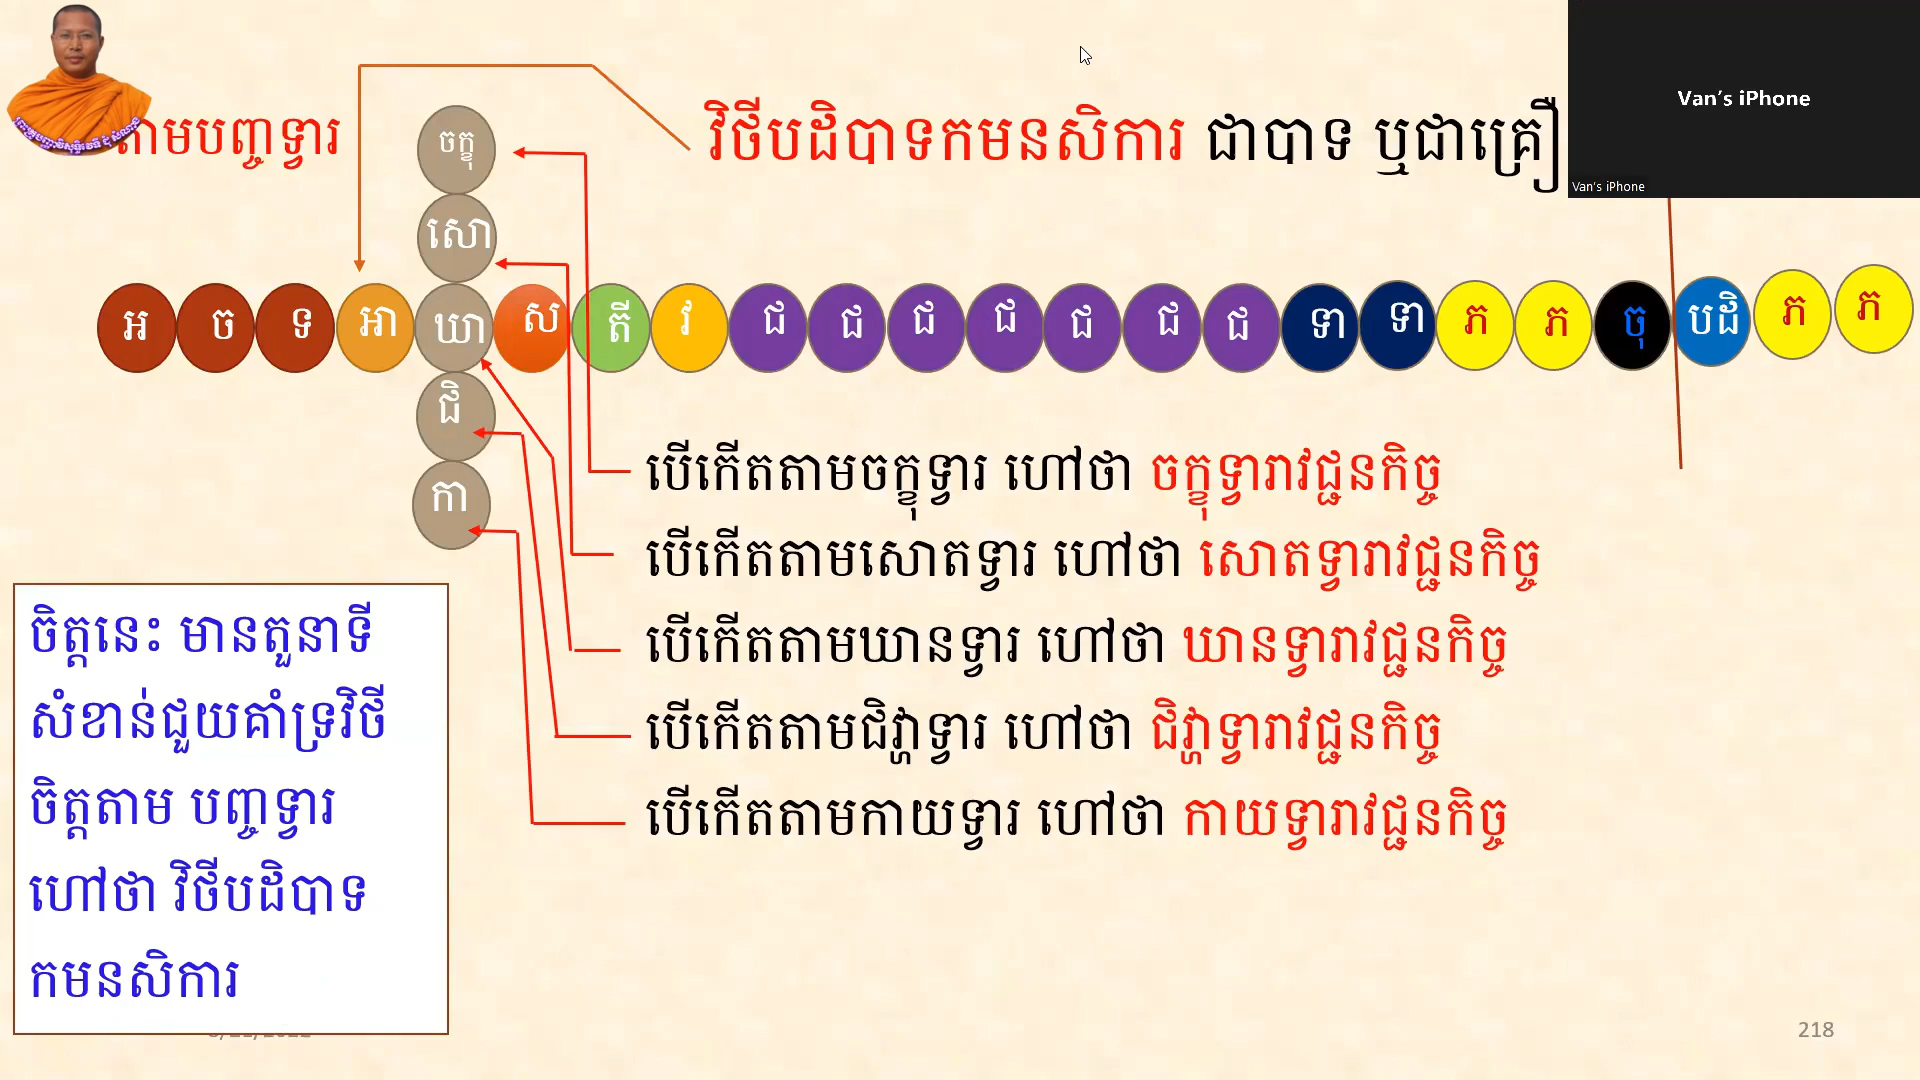 Van's iPhone
Van's iPhone
តាមបញ្ចទ្វារ
វិថីបដិបាទកមនសិការ ជាបាទ ឬជាគ្រឿ
ចក្ខុ
សោ
អ ច ទ អា ឃា ស តី វ ជ ជ ជ ជ ជ ជ ជ ទា ទា ភ ភ ចុ បដិ ភ ភ
ជិ
កា
បើកើតតាមចក្ខុទ្វារ ហៅថា ចក្ខុទ្វារាវជ្ជនកិច្ច
បើកើតតាមសោតទ្វារ ហៅថា សោតទ្វារាវជ្ជនកិច្ច
បើកើតតាមឃានទ្វារ ហៅថា ឃានទ្វារាវជ្ជនកិច្ច
បើកើតតាមជិវ្ហាទ្វារ ហៅថា ជិវ្ហាទ្វារាវជ្ជនកិច្ច
បើកើតតាមកាយទ្វារ ហៅថា កាយទ្វារាវជ្ជនកិច្ច
ចិត្តនេះ មានតួនាទី
សំខាន់ជួយគាំទ្រវិថី
ចិត្តតាម បញ្ចទ្វារ
ហៅថា វិថីបដិបាទ
កមនសិការ
218